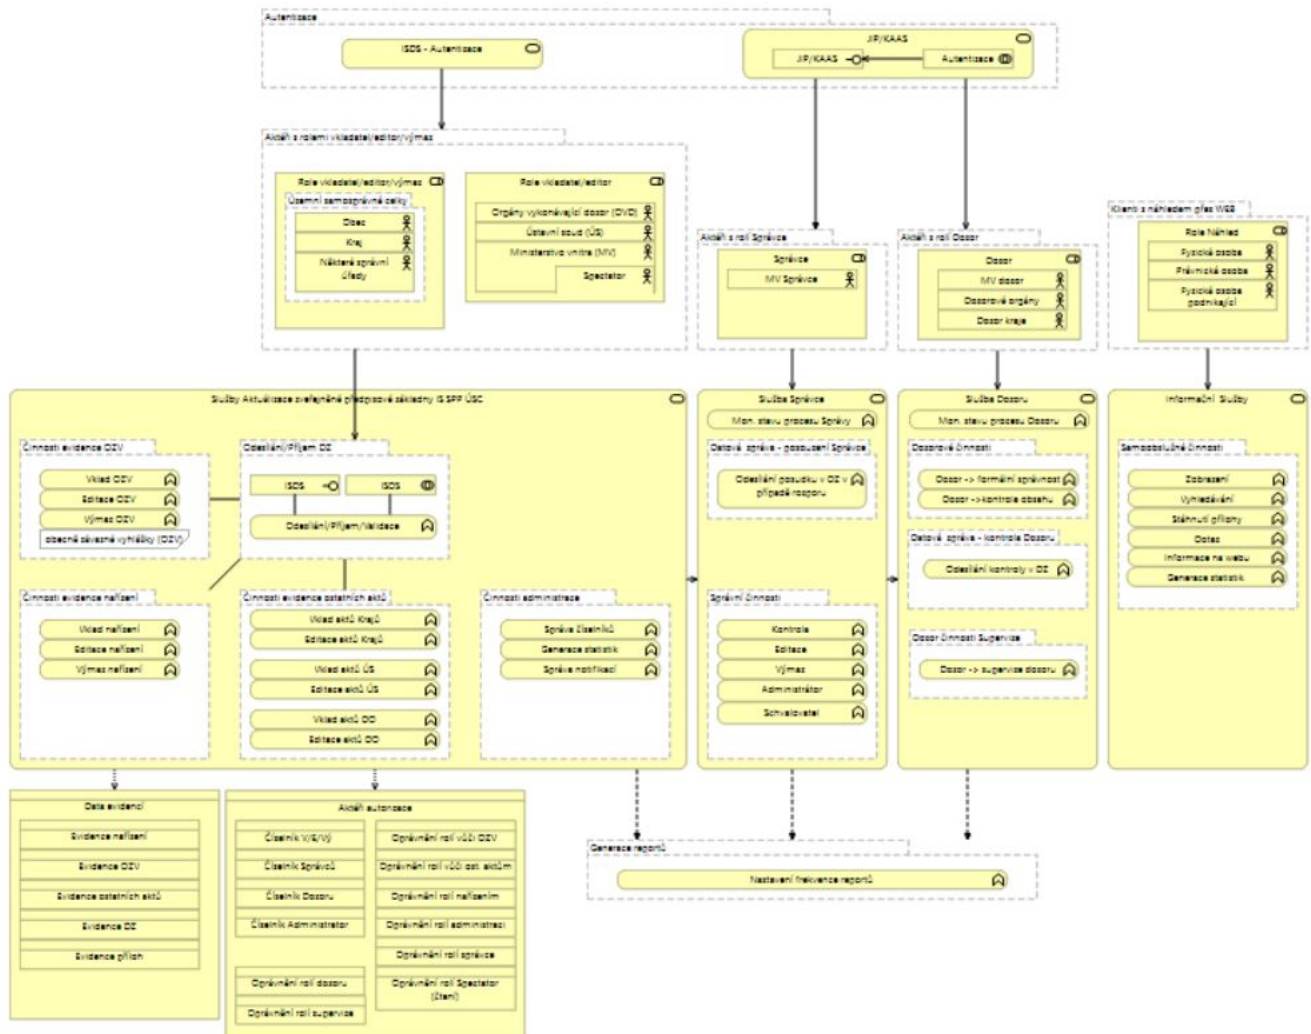 Autentizace
ISDS - Autentizace
JIP/KAAS
JIP/KAAS
Autentizace
Aktéři s rolemi vkladatel/editor/výmaz
Role vkladatel/editor/výmaz
Územní samosprávné celky
Obec
Kraj
Některé správní
úřady
Role vkladatel/editor
Orgány vykonávající dozor (OVD)
Ústavní soud (ÚS)
Ministerstvo vnitra (MV)
Spectator
Aktéři s rolí Správce
Správce
MV Správce
Aktéři s rolí Dozor
Dozor
MV dozor
Dozorové orgány
Dozor kraje
Klienti s náhledem přes WEB
Role Náhled
Fyzická osoba
Právnická osoba
Fyzická osoba
podnikající
Služby Aktualizace zveřejněné předpisové základny IS SPP ÚSC
Činnosti evidence OZV
Vklad OZV
Editace OZV
Výmaz OZV
obecně závazné vyhlášky (OZV)
Odesílání/Příjem DZ
ISDS
ISDS
Odesílání/Příjem/Validace
Činnosti evidence nařízení
Vklad nařízení
Editace nařízení
Výmaz nařízení
Činnosti evidence ostatních aktů
Vklad aktů Krajů
Editace aktů Krajů
Vklad aktů ÚS
Editace aktů ÚS
Vklad aktů OD
Editace aktů OD
Činnosti administrace
Správa číselníků
Generace statistik
Správa notifikací
Služba Správce
Mon. stavu procesu Správy
Datová správa - posouzení Správce
Odesílání posudku v DZ v
případě rozporu
Správní činnosti
Kontrola
Editace
Výmaz
Administrátor
Schvalovatel
Služba Dozoru
Mon. stavu procesu Dozoru
Dozorové činnosti
Dozor -> formální správnost
Dozor ->kontrola obsahu
Datová správa - kontrola Dozoru
Odesílání kontroly v DZ
Dozor činnosti Supervize
Dozor -> supervize dozoru
Informační Služby
Samoobslužné činnosti
Zobrazení
Vyhledávání
Stáhnutí přílohy
Dotaz
Informace na webu
Generace statistik
Data evidencí
Evidence nařízení
Evidence OZV
Evidence ostatních aktů
Evidence DZ
Evidence příloh
Aktéři autorizace
Číselník V/E/Vý
Číselník Správců
Číselník Dozoru
Číselník Administrator
Oprávnění rolí dozoru
Oprávnění rolí supervize
Oprávnění rolí vůči OZV
Oprávnění rolí vůči ost. aktům
Oprávnění rolí nařízením
Oprávnění rolí administraci
Oprávnění rolí správce
Oprávnění rolí Spectator
(čtení)
Generace reportů
Nastavení frekvence reportů